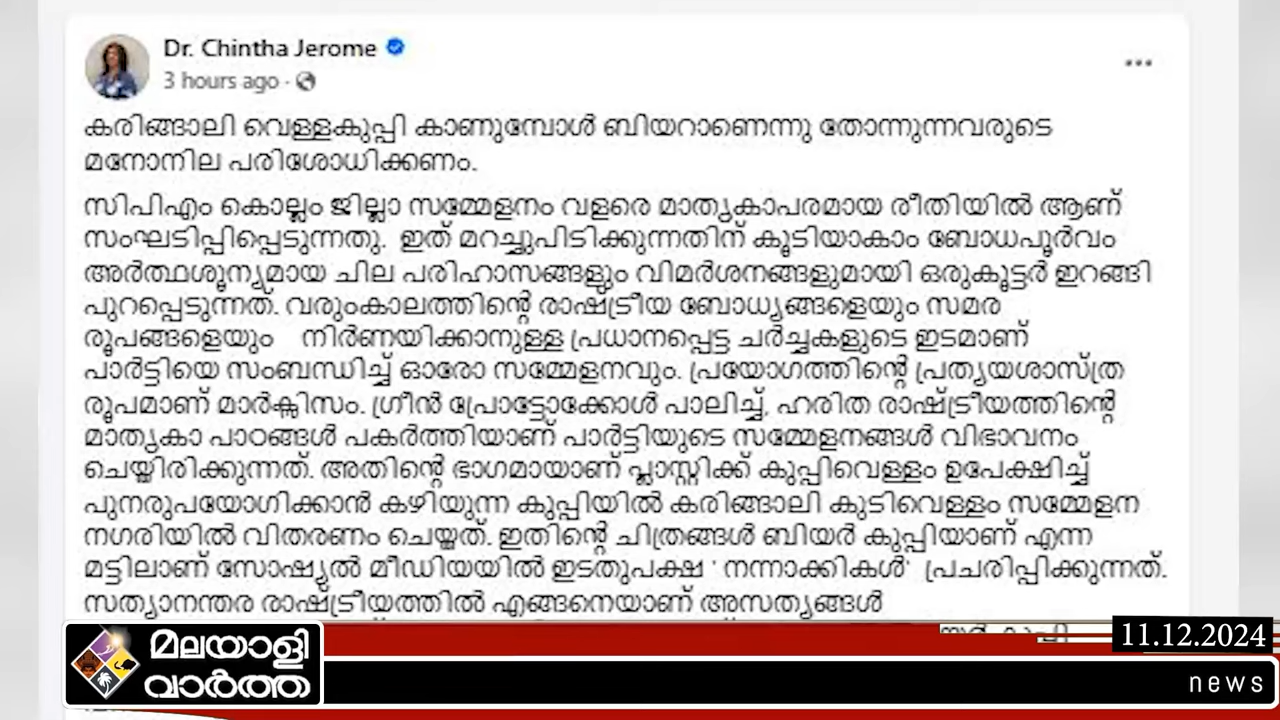 Dr. Chintha Jerome
3 hours ago ·
കരിങ്ങാലി വെള്ളകുപ്പി കാണുമ്പോൾ ബിയറാണെന്നു തോന്നുന്നവരുടെ
മനോനില പരിശോധിക്കണം.
സിപിഎം കൊല്ലം ജില്ലാ സമ്മേളനം വളരെ മാതൃകാപരമായ രീതിയിൽ ആണ്
സംഘടിപ്പിപ്പെടുന്നതു. ഇത് മറച്ചുപിടിക്കുന്നതിന് കൂടിയാകാം ബോധപൂർവം
അർത്ഥശൂന്യമായ ചില പരിഹാസങ്ങളും വിമർശനങ്ങളുമായി ഒരുകൂട്ടർ ഇറങ്ങി
പുറപ്പെടുന്നത്. വരുംകാലത്തിന്റെ രാഷ്ട്രീയ ബോധ്യങ്ങളെയും സമര
രൂപങ്ങളെയും നിർണയിക്കാനുള്ള പ്രധാനപ്പെട്ട ചർച്ചകളുടെ ഇടമാണ്
പാർട്ടിയെ സംബന്ധിച്ച് ഓരോ സമ്മേളനവും. പ്രയോഗത്തിന്റെ പ്രത്യയശാസ്ത്ര
രൂപമാണ് മാർക്സിസം. ഗ്രീൻ പ്രോട്ടോക്കോൾ പാലിച്ച്, ഹരിത രാഷ്ട്രീയത്തിന്റെ
മാതൃകാ പാഠങ്ങൾ പകർത്തിയാണ് പാർട്ടിയുടെ സമ്മേളനങ്ങൾ വിഭാവനം
ചെയ്തിരിക്കുന്നത്. അതിന്റെ ഭാഗമായാണ് പ്ലാസ്റ്റിക്ക് കുപ്പിവെള്ളം ഉപേക്ഷിച്ച്
പുനരുപയോഗിക്കാൻ കഴിയുന്ന കുപ്പിയിൽ കരിങ്ങാലി കുടിവെള്ളം സമ്മേളന
നഗരിയിൽ വിതരണം ചെയ്തത്. ഇതിന്റെ ചിത്രങ്ങൾ ബിയർ കുപ്പിയാണ് എന്ന
മട്ടിലാണ് സോഷ്യൽ മീഡിയയിൽ ഇടതുപക്ഷ ' നന്നാക്കികൾ' പ്രചരിപ്പിക്കുന്നത്.
സത്യാനന്തര രാഷ്ട്രീയത്തിൽ എങ്ങനെയാണ് അസത്യങ്ങൾ
മലയാളി
വാർത്ത
11.12.2024
news